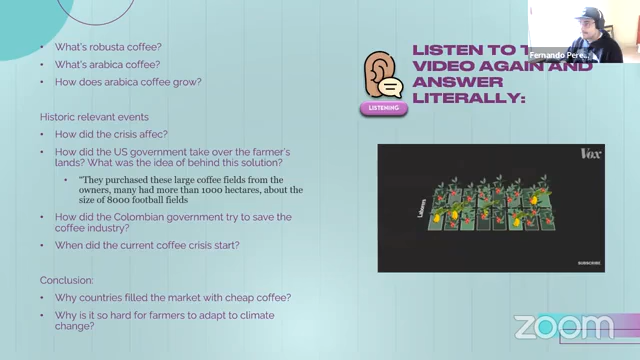 • What's robusta coffee?
• What's arabica coffee?
• How does arabica coffee grow?
Historic relevant events
• How did the crisis affec?
• How did the US government take over the farmer's
lands? What was the idea of behind this solution?
• "They purchased these large coffee fields from the
owners, many had more than 1000 hectares, about the
size of 8000 football fields
• How did the Colombian government try to save the
coffee industry?
• When did the current coffee crisis start?
Conclusion:
• Why countries filled the market with cheap coffee?
• Why is it so hard for farmers to adapt to climate
change?
LISTENING
LISTEN TO T
VIDEO AGAIN AND
ANSWER
LITERALLY:
Fernando Pere
Vox
SUBSCRIBE
zoom